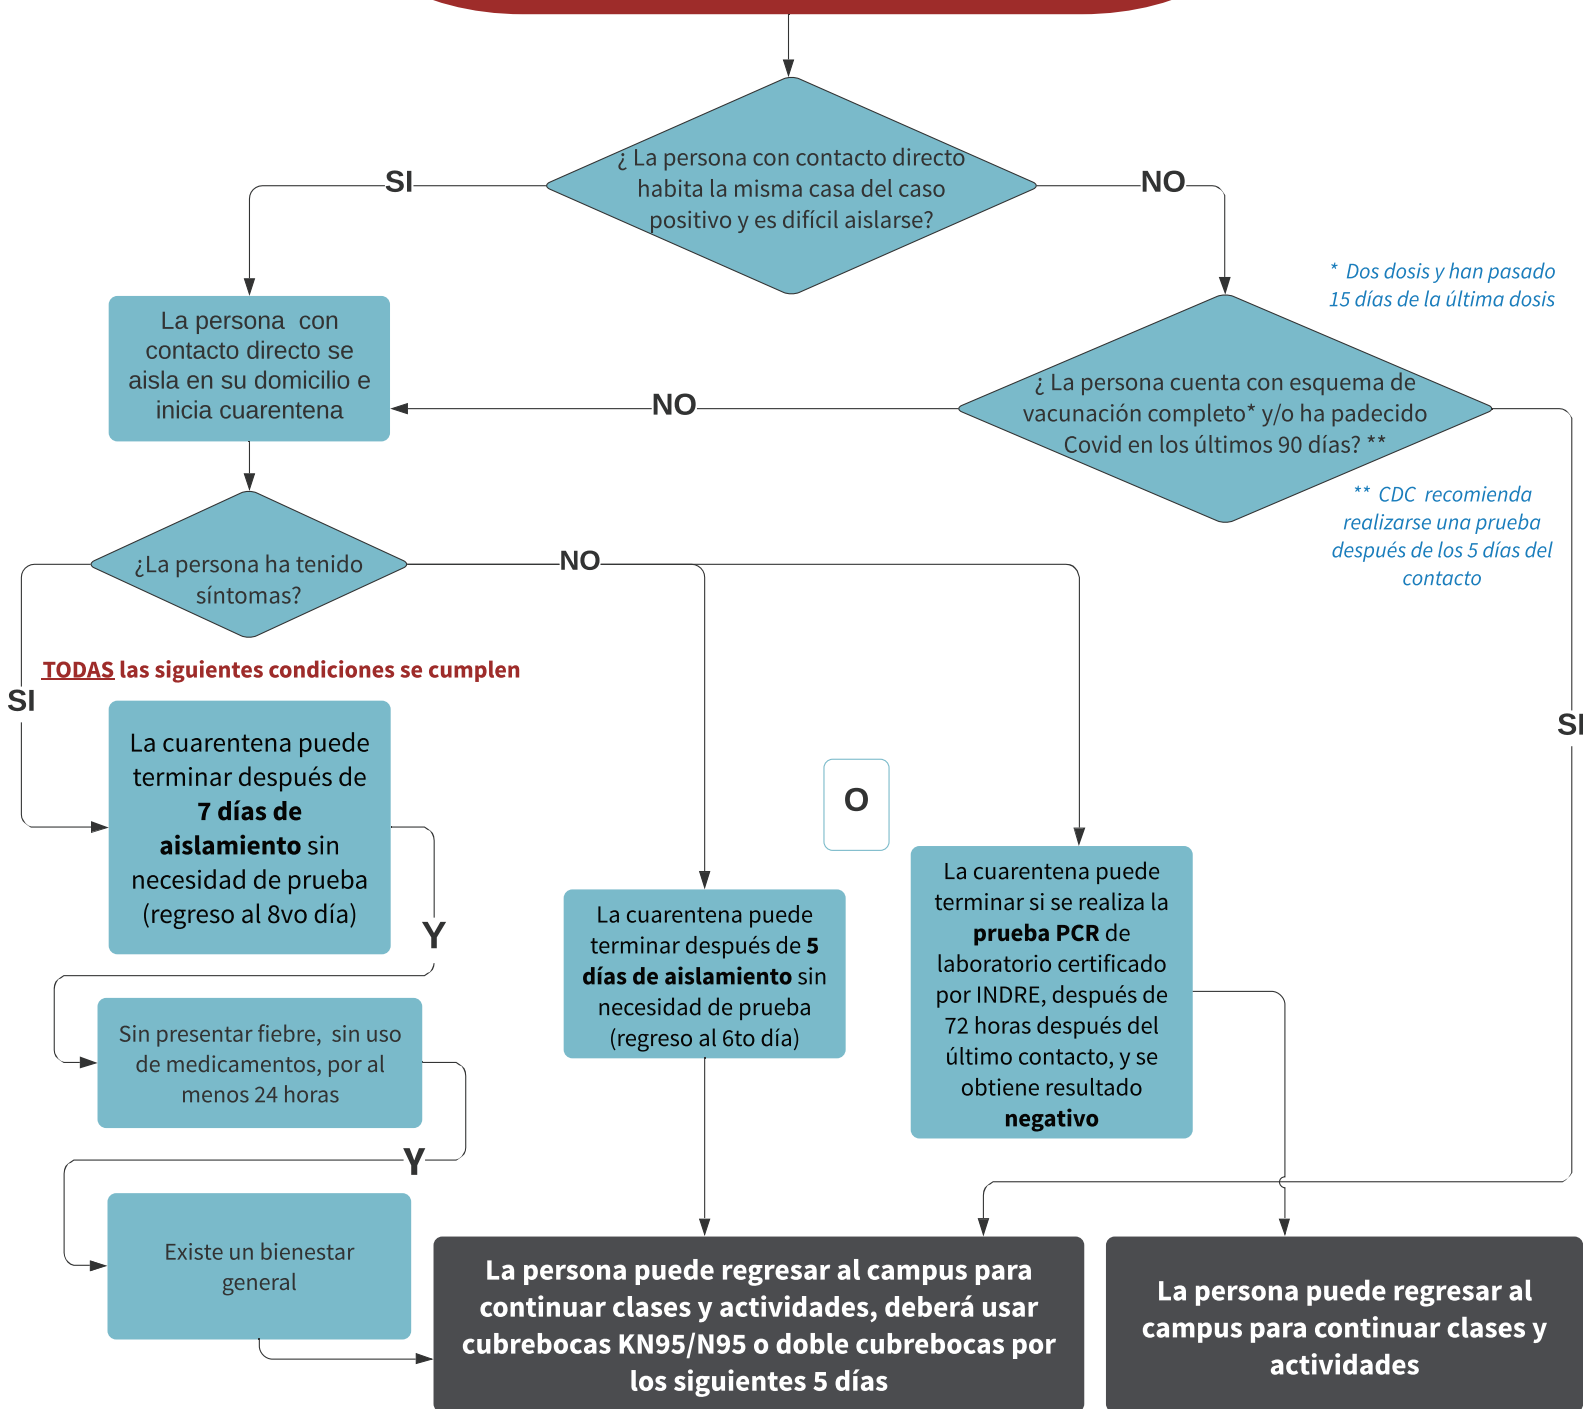 ¿ La persona con contacto directo
habita la misma casa del caso
positivo y es difícil aislarse?
SI
NO
* Dos dosis y han pasado
15 días de la última dosis
La persona con
contacto directo se
aisla en su domicilio e
inicia cuarentena
¿ La persona cuenta con esquema de
vacunación completo* y/o ha padecido
Covid en los últimos 90 días? **
NO
** CDC recomienda
realizarse una prueba
después de los 5 días del
contacto
¿La persona ha tenido
síntomas?
NO
TODAS las siguientes condiciones se cumplen
SI
SI
La cuarentena puede
terminar después de
7 días de
aislamiento sin
necesidad de prueba
(regreso al 8vo día)
O
Y
La cuarentena puede
terminar después de 5
días de aislamiento sin
necesidad de prueba
(regreso al 6to día)
La cuarentena puede
terminar si se realiza la
prueba PCR de
laboratorio certificado
por INDRE, después de
72 horas después del
último contacto, y se
obtiene resultado
negativo
Sin presentar fiebre, sin uso
de medicamentos, por al
menos 24 horas
Y
Existe un bienestar
general
La persona puede regresar al campus para
continuar clases y actividades, deberá usar
cubrebocas KN95/N95 o doble cubrebocas por
los siguientes 5 días
La persona puede regresar al
campus para continuar clases y
actividades